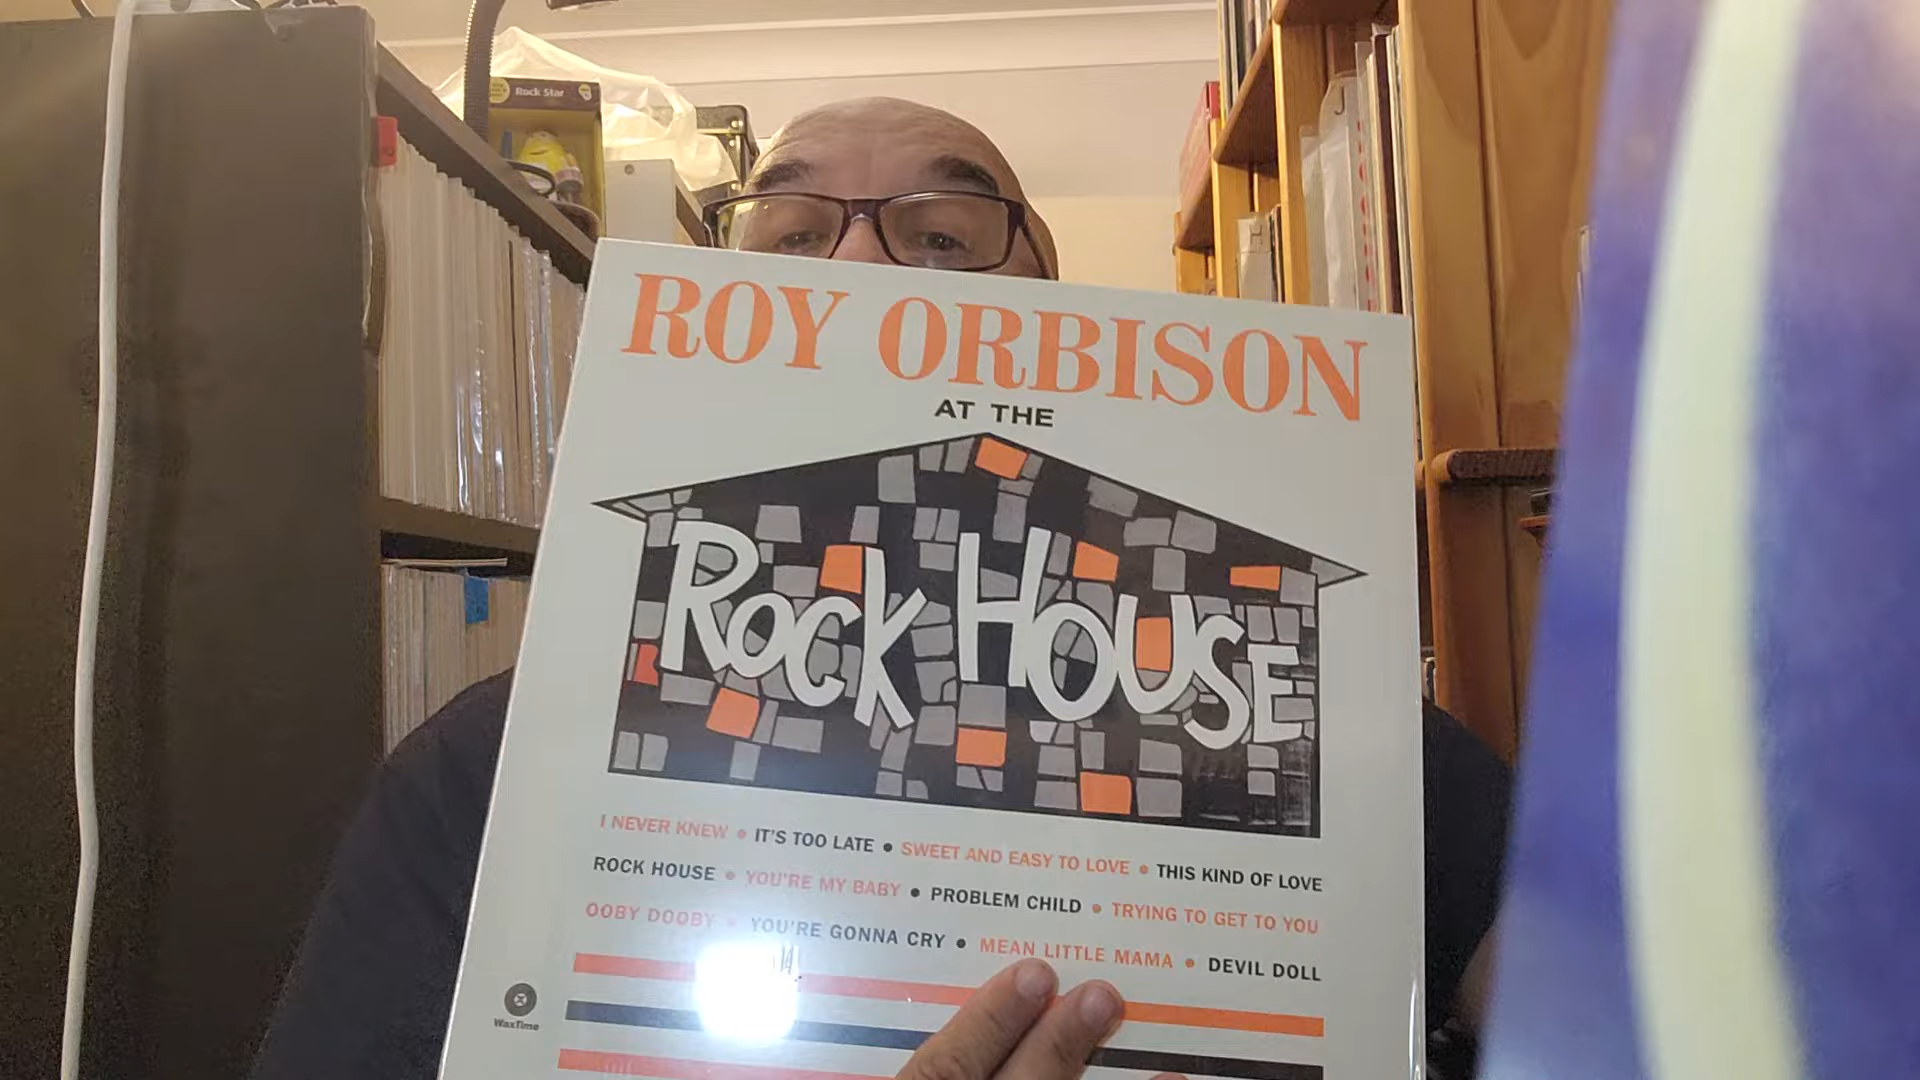 Rock Star
J
H
ROY ORBISON
AT THE
ROCK HOUSE
I NEVER KNEW • IT'S TOO LATE • SWEET AND EASY TO LOVE • THIS KIND OF LOVE
ROCK HOUSE • YOU'RE MY BABY • PROBLEM CHILD • TRYING TO GET TO YOU
OOBY DOOBY • YOU'RE GONNA CRY • MEAN LITTLE MAMA • DEVIL DOLL
WaxTime